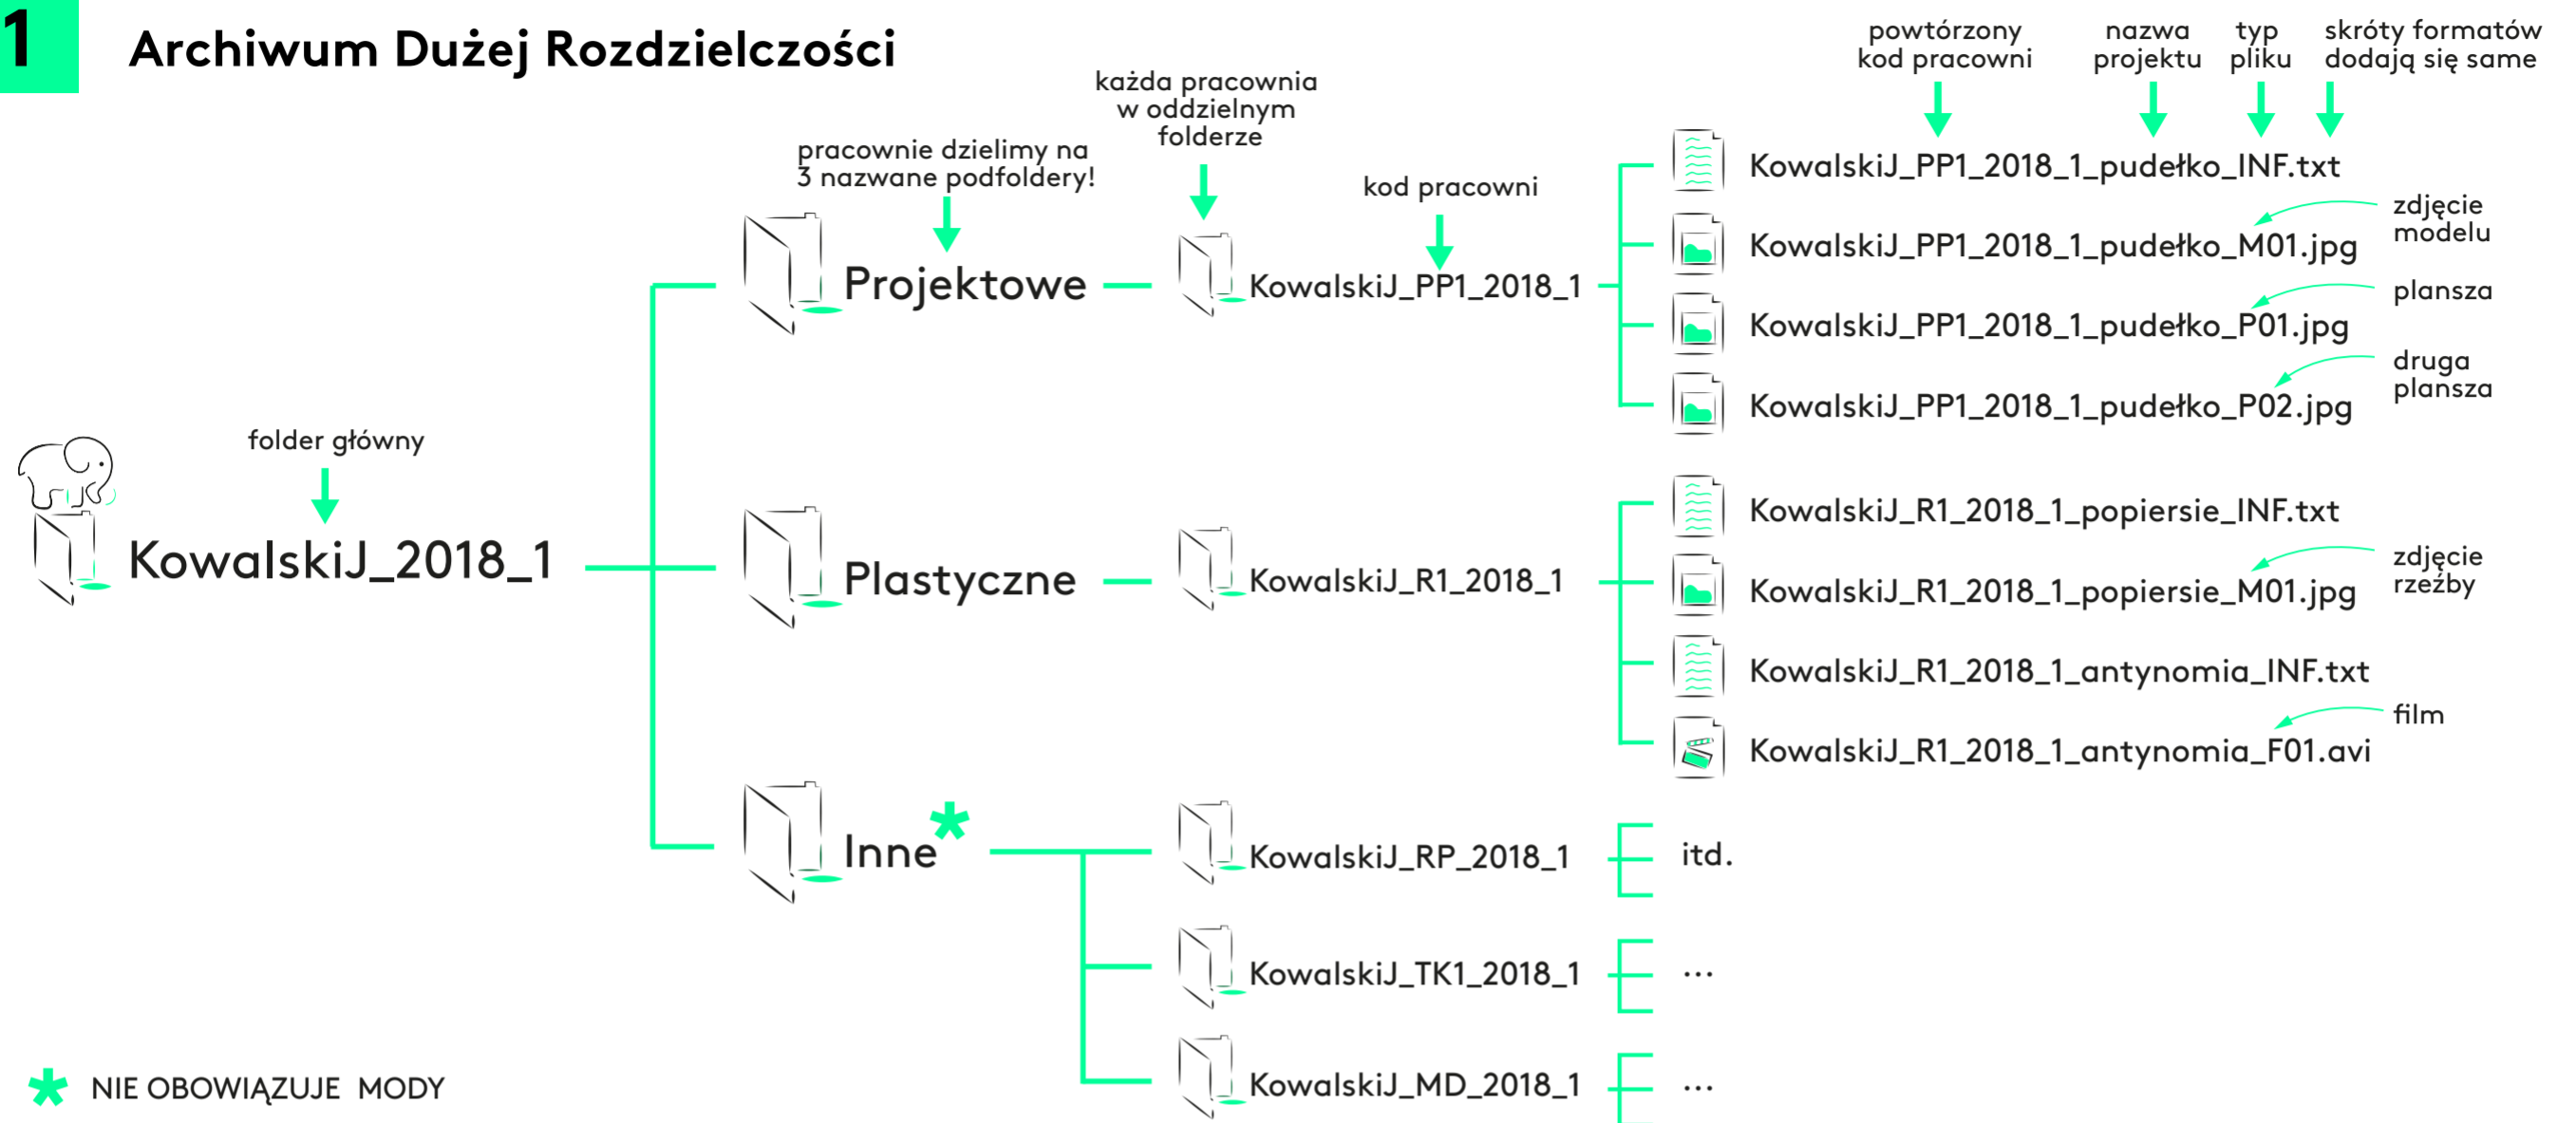 1
Archiwum Dużej Rozdzielczości
powtórzony
kod pracowni
nazwa
projektu
typ
pliku
skróty formatów
dodają się same
każda pracownia
w oddzielnym
folderze
pracownie dzielimy na
3 nazwane podfoldery!
kod pracowni
folder główny
KowalskiJ_2018_1
Projektowe
KowalskiJ_PP1_2018_1
KowalskiJ_PP1_2018_1_pudełko_INF.txt
zdjęcie
modelu
KowalskiJ_PP1_2018_1_pudełko_M01.jpg
plansza
KowalskiJ_PP1_2018_1_pudełko_P01.jpg
druga
plansza
KowalskiJ_PP1_2018_1_pudełko_P02.jpg
Plastyczne
KowalskiJ_R1_2018_1
KowalskiJ_R1_2018_1_popiersie_INF.txt
zdjęcie
rzeźby
KowalskiJ_R1_2018_1_popiersie_M01.jpg
KowalskiJ_R1_2018_1_antynomia_INF.txt
film
KowalskiJ_R1_2018_1_antynomia_F01.avi
Inne*
KowalskiJ_RP_2018_1
itd.
KowalskiJ_TK1_2018_1
...
KowalskiJ_MD_2018_1
...
* NIE OBOWIĄZUJE MODY